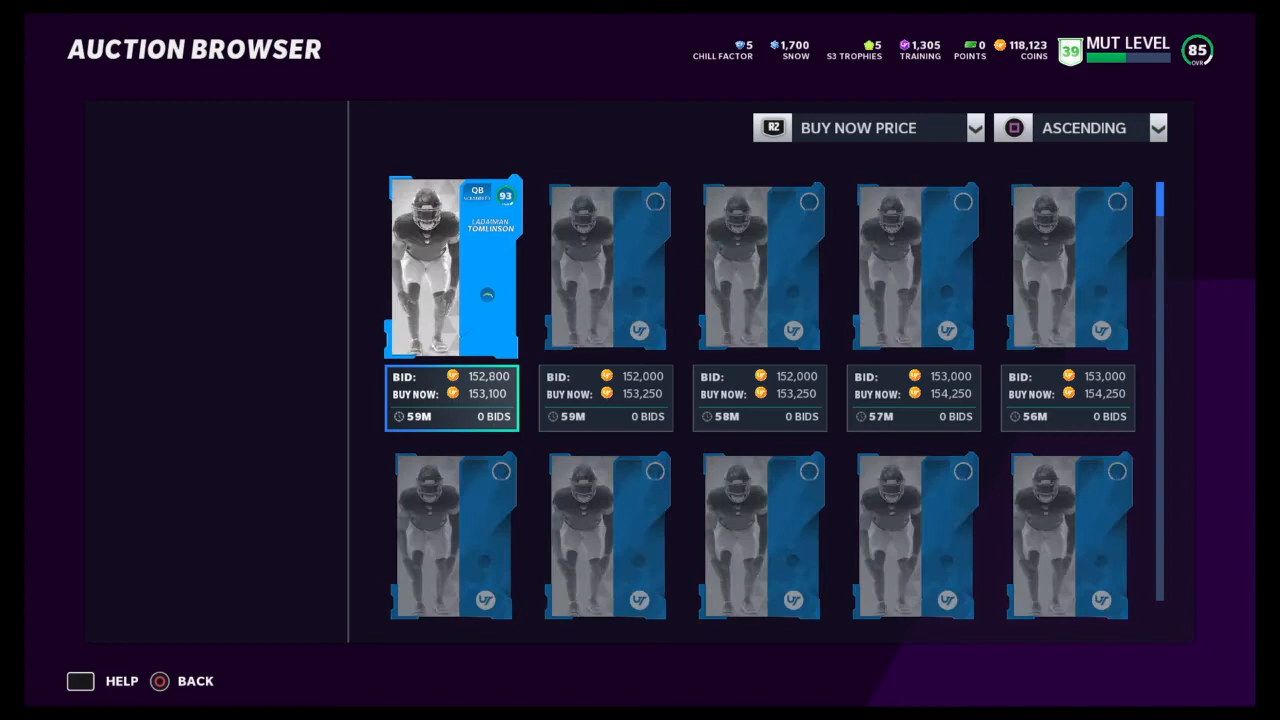 AUCTION BROWSER
5 CHILL FACTOR
1,700 SNOW
5 S3 TROPHIES
1,305 TRAINING
0 POINTS
118,123 COINS
39 MUT LEVEL
85 OVR
R2 BUY NOW PRICE
ASCENDING
QB
93
LADAINIAN
TOMLINSON
BID: 152,800
BUY NOW: 153,100
59M 0 BIDS
BID: 152,000
BUY NOW: 153,250
59M 0 BIDS
BID: 152,000
BUY NOW: 153,250
58M 0 BIDS
BID: 153,000
BUY NOW: 154,250
57M 0 BIDS
BID: 153,000
BUY NOW: 154,250
56M 0 BIDS
HELP
BACK